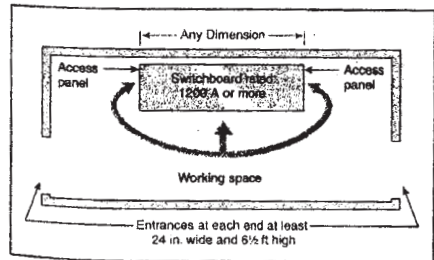 Any Dimension
Access
panel
Switchboard rated
1200 A or more
Access
panel
Working space
Entrances at each end at least
24 in. wide and 6½ ft high